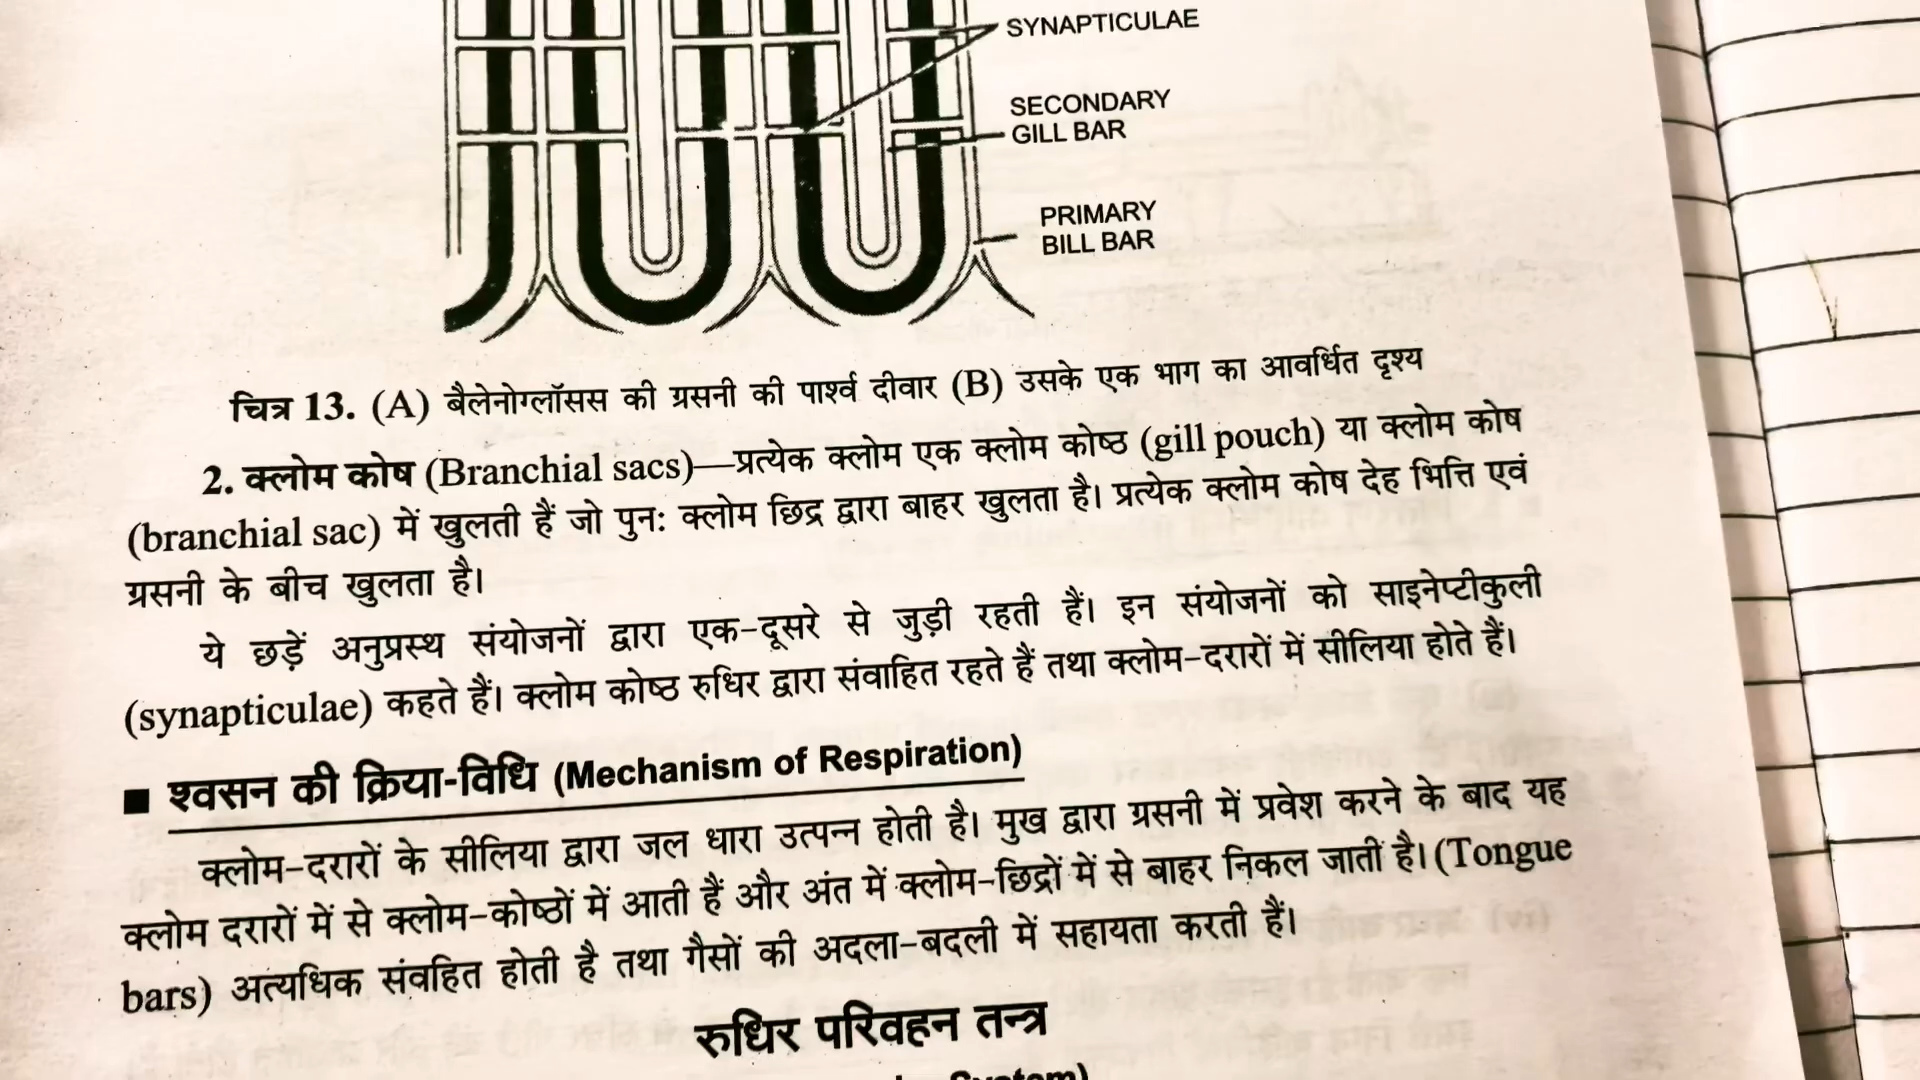 SYNAPTICULAE
SECONDARY
GILL BAR
PRIMARY
BILL BAR
चित्र 13. (A) बैलेनोग्लॉसस की ग्रसनी की पार्श्व दीवार (B) उसके एक भाग का आवर्धित दृश्य
2. क्लोम कोष (Branchial sacs)—प्रत्येक क्लोम एक क्लोम कोष्ठ (gill pouch) या क्लोम कोष
(branchial sac) में खुलती हैं जो पुनः क्लोम छिद्र द्वारा बाहर खुलता है। प्रत्येक क्लोम कोष देह भित्ति एवं
ग्रसनी के बीच खुलता है।
ये छड़ें अनुप्रस्थ संयोजनों द्वारा एक-दूसरे से जुड़ी रहती हैं। इन संयोजनों को साइनेप्टीकुली
(synapticulae) कहते हैं। क्लोम कोष्ठ रुधिर द्वारा संवाहित रहते हैं तथा क्लोम-दरारों में सीलिया होते हैं।
■ श्वसन की क्रिया-विधि (Mechanism of Respiration)
क्लोम-दरारों के सीलिया द्वारा जल धारा उत्पन्न होती है। मुख द्वारा ग्रसनी में प्रवेश करने के बाद यह
क्लोम दरारों में से क्लोम-कोष्ठों में आती हैं और अंत में क्लोम-छिद्रों में से बाहर निकल जाती है। (Tongue
bars) अत्यधिक संवहित होती है तथा गैसों की अदला-बदली में सहायता करती हैं।
रुधिर परिवहन तन्त्र
System)